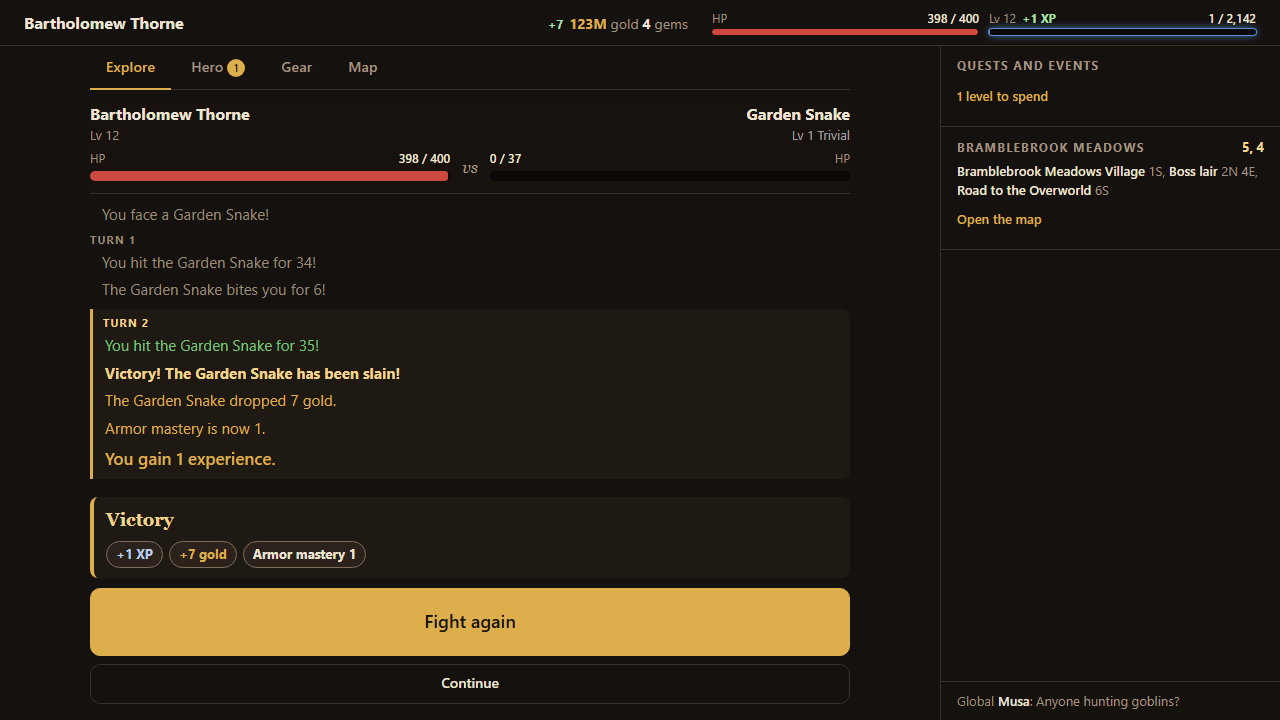 Bartholomew Thorne
+7 123M gold 4 gems
HP 398 / 400
Lv 12 +1 XP 1 / 2,142
Explore Hero 1 Gear Map
Bartholomew Thorne
Lv 12
HP 398 / 400
vs
Garden Snake
Lv 1 Trivial
0 / 37 HP
You face a Garden Snake!
TURN 1
You hit the Garden Snake for 34!
The Garden Snake bites you for 6!
TURN 2
You hit the Garden Snake for 35!
Victory! The Garden Snake has been slain!
The Garden Snake dropped 7 gold.
Armor mastery is now 1.
You gain 1 experience.
Victory
+1 XP +7 gold Armor mastery 1
Fight again
Continue
QUESTS AND EVENTS
1 level to spend
BRAMBLEBROOK MEADOWS 5, 4
Bramblebrook Meadows Village 1S, Boss lair 2N 4E,
Road to the Overworld 6S
Open the map
Global Musa: Anyone hunting goblins?